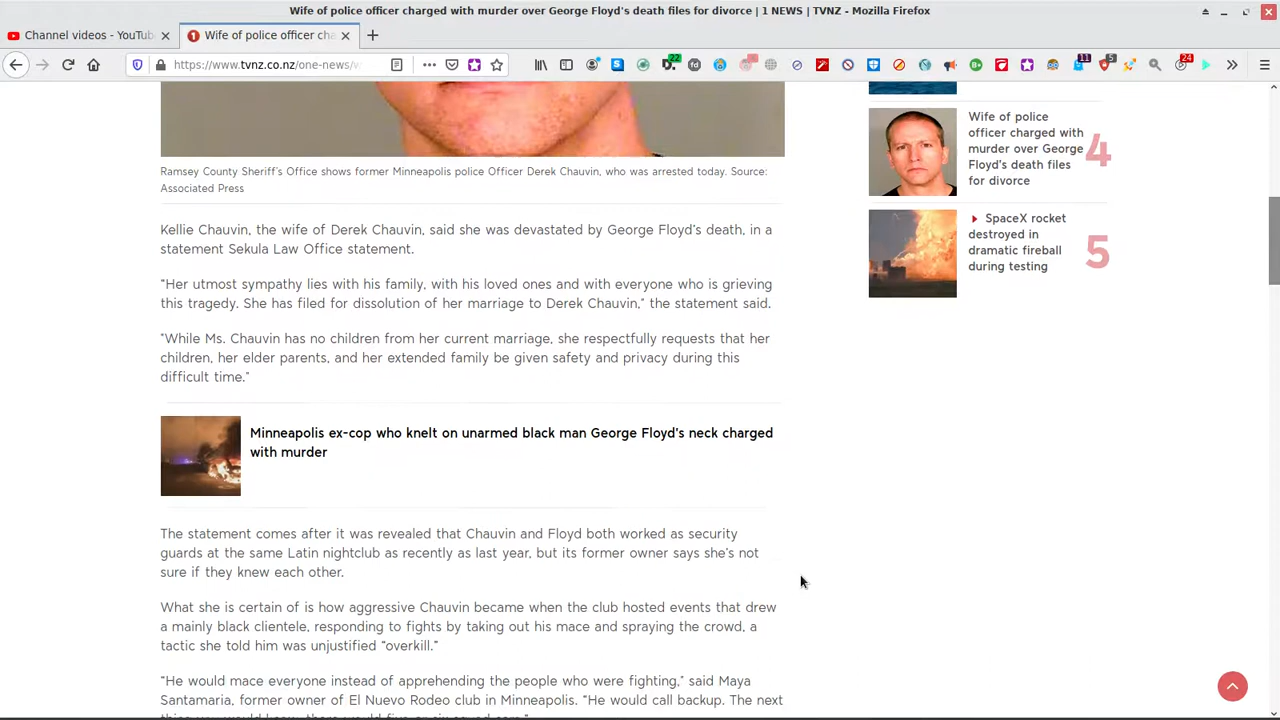 Wife of police officer charged with murder over George Floyd's death files for divorce | 1 NEWS | TVNZ - Mozilla Firefox
Channel videos - YouTub
Wife of police officer cha
https://www.tvnz.co.nz/one-news/w
22
11
5
24
Ramsey County Sheriff's Office shows former Minneapolis police Officer Derek Chauvin, who was arrested today. Source:
Associated Press
Kellie Chauvin, the wife of Derek Chauvin, said she was devastated by George Floyd's death, in a
statement Sekula Law Office statement.
"Her utmost sympathy lies with his family, with his loved ones and with everyone who is grieving
this tragedy. She has filed for dissolution of her marriage to Derek Chauvin," the statement said.
"While Ms. Chauvin has no children from her current marriage, she respectfully requests that her
children, her elder parents, and her extended family be given safety and privacy during this
difficult time."
Minneapolis ex-cop who knelt on unarmed black man George Floyd's neck charged
with murder
The statement comes after it was revealed that Chauvin and Floyd both worked as security
guards at the same Latin nightclub as recently as last year, but its former owner says she's not
sure if they knew each other.
What she is certain of is how aggressive Chauvin became when the club hosted events that drew
a mainly black clientele, responding to fights by taking out his mace and spraying the crowd, a
tactic she told him was unjustified "overkill."
"He would mace everyone instead of apprehending the people who were fighting," said Maya
Santamaria, former owner of El Nuevo Rodeo club in Minneapolis. "He would call backup. The next
Wife of police
officer charged with
murder over George
Floyd's death files
for divorce
4
SpaceX rocket
destroyed in
dramatic fireball
during testing
5